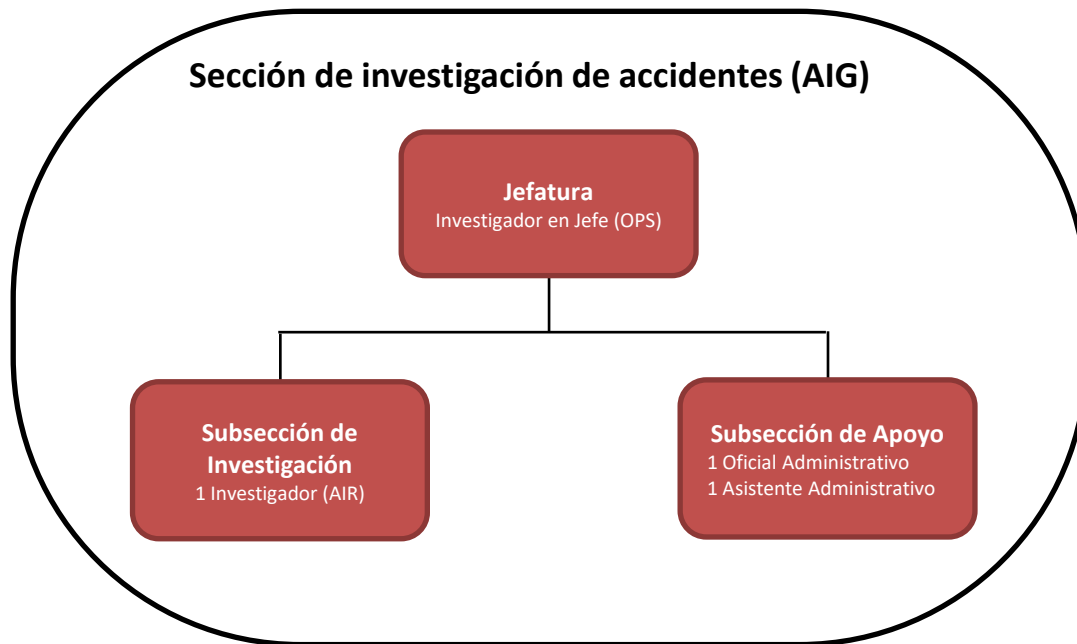 Sección de investigación de accidentes (AIG)
Jefatura
Investigador en Jefe (OPS)
Subsección de
Investigación
1 Investigador (AIR)
Subsección de Apoyo
1 Oficial Administrativo
1 Asistente Administrativo